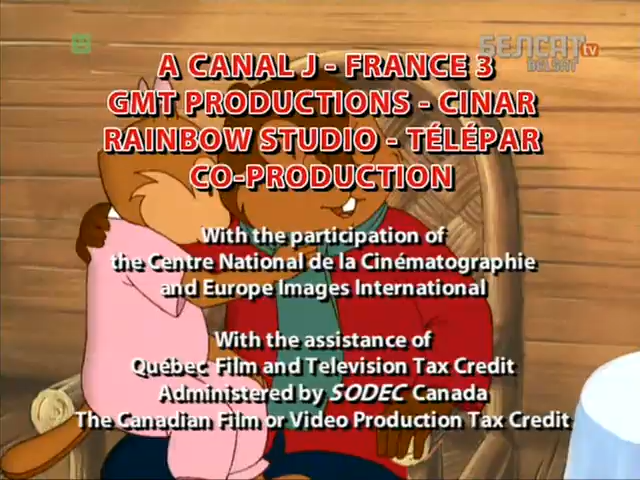 БЕЛСАТ tv
BELSAT
A CANAL J - FRANCE 3
GMT PRODUCTIONS - CINAR
RAINBOW STUDIO - TÉLÉPAR
CO-PRODUCTION
With the participation of
the Centre National de la Cinématographie
and Europe Images International
With the assistance of
Québec Film and Television Tax Credit
Administered by SODEC Canada
The Canadian Film or Video Production Tax Credit